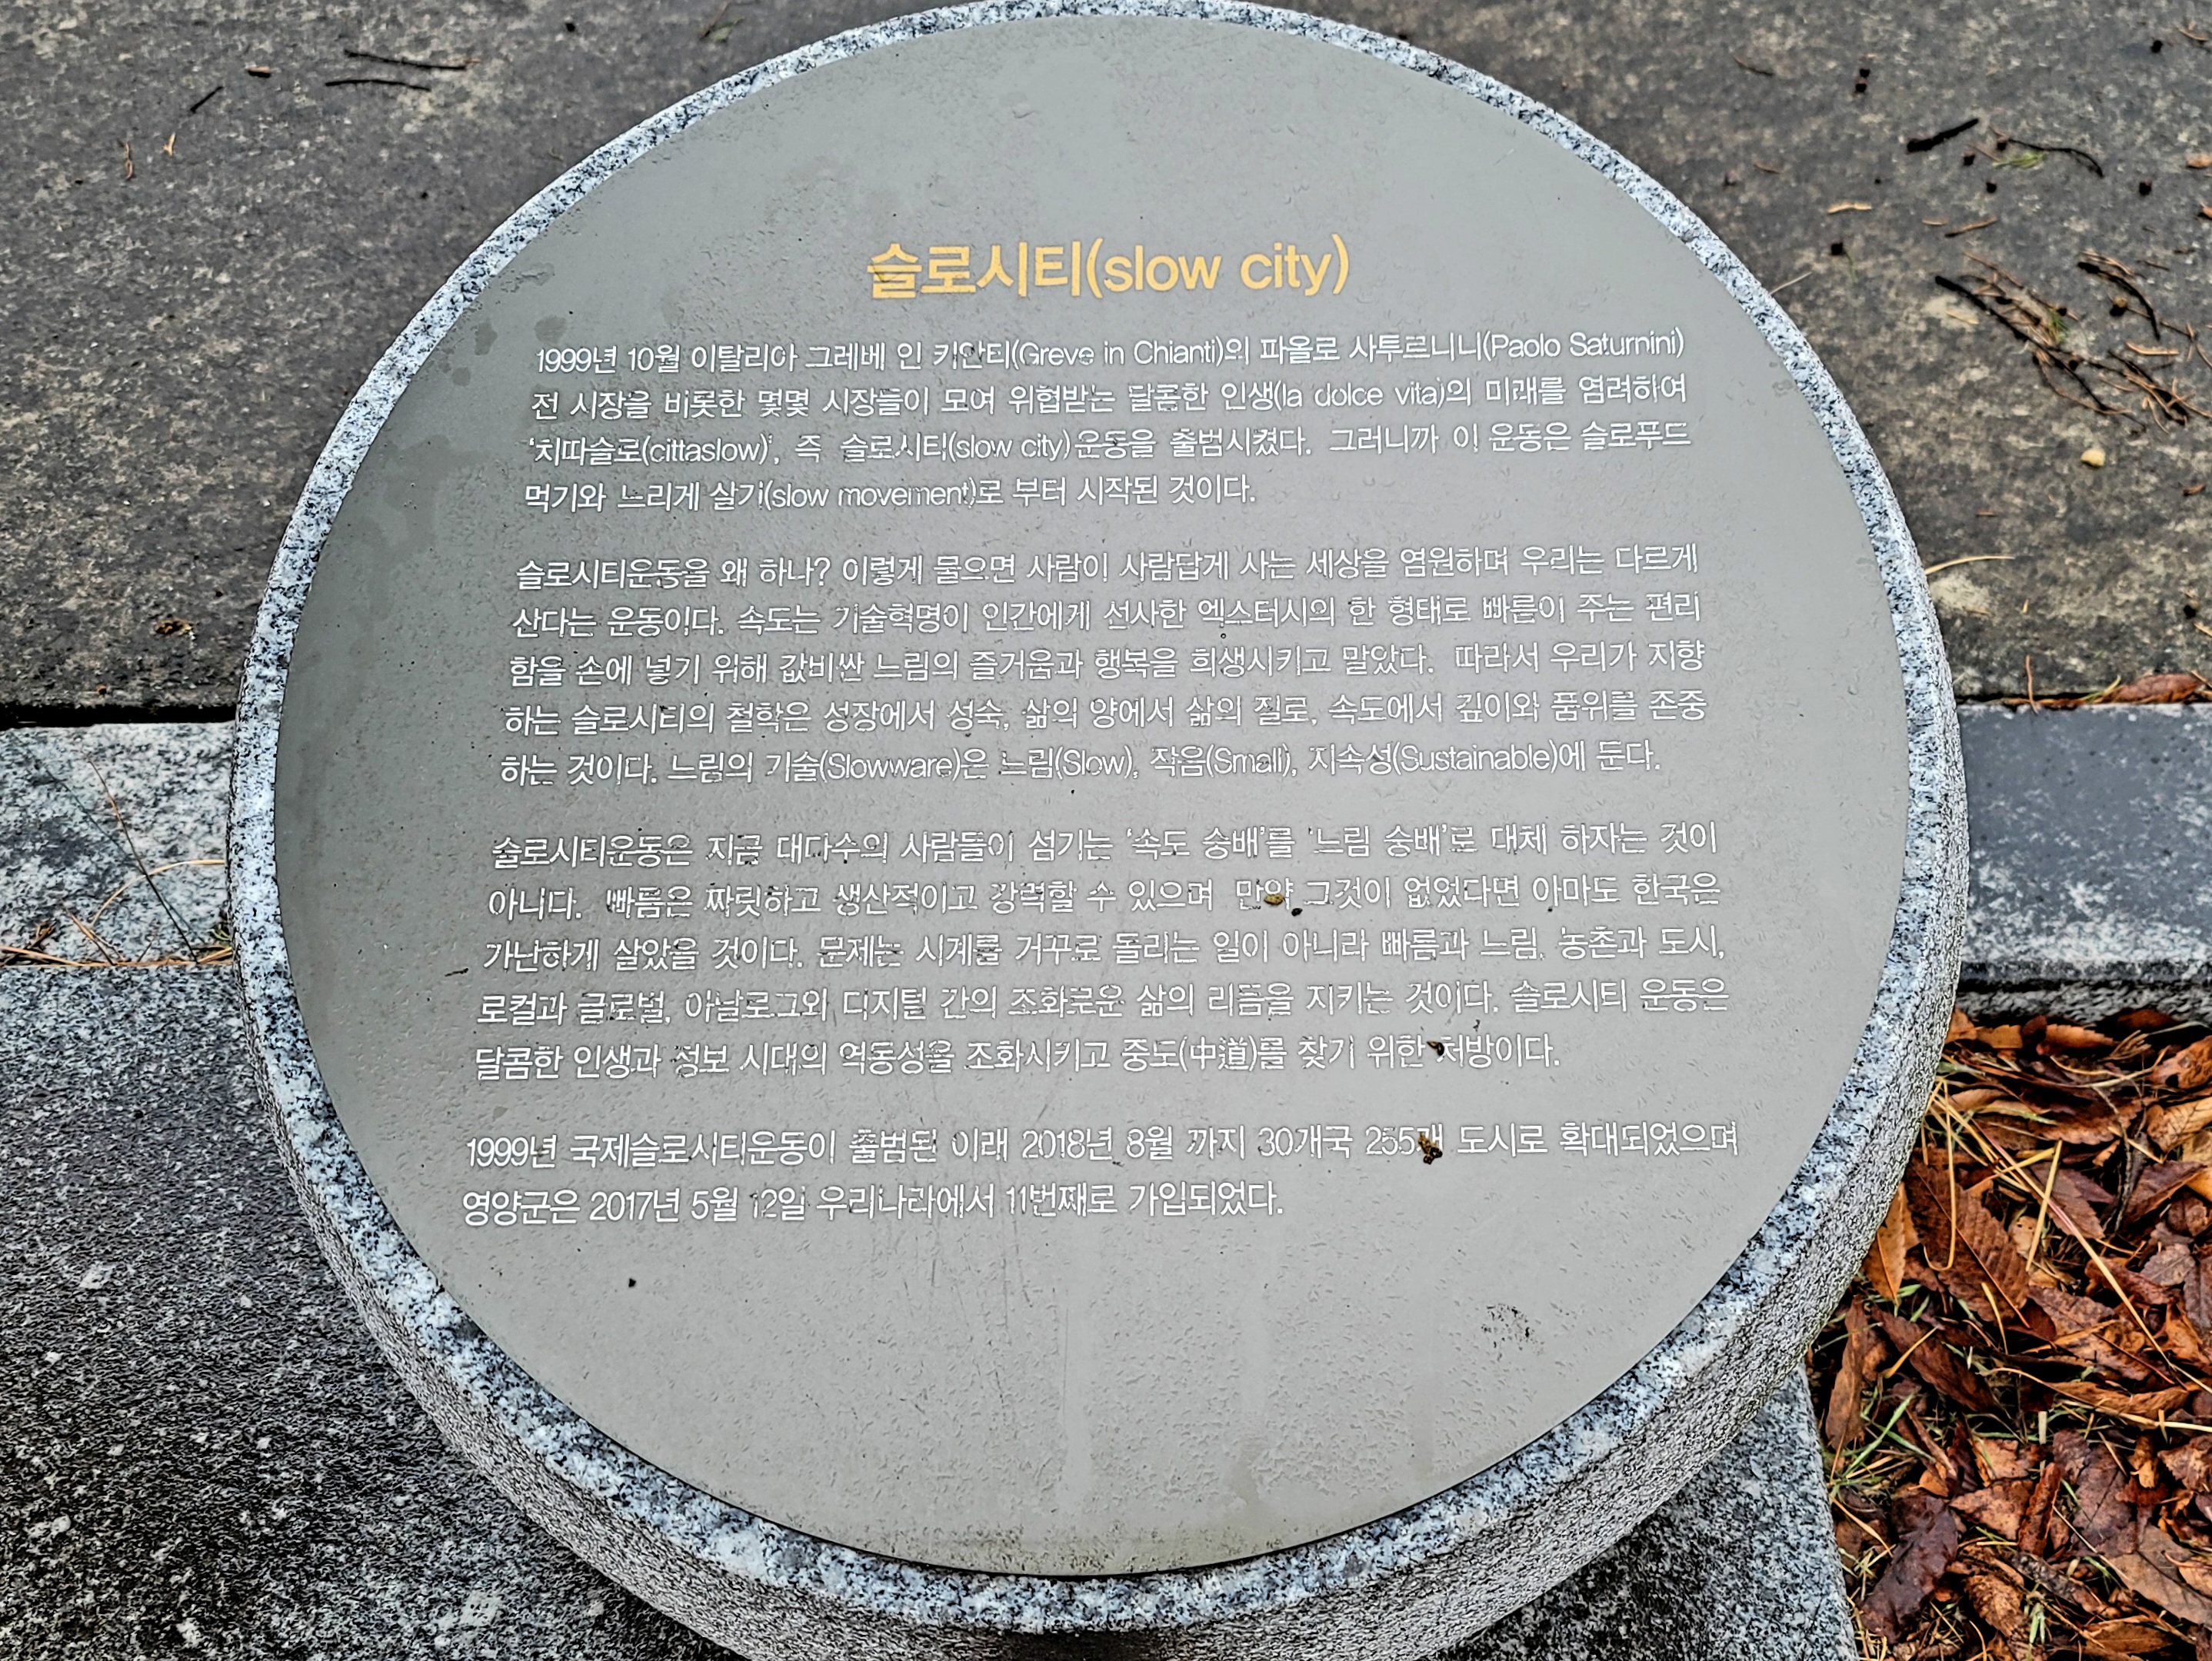 슬로시티(slow city)
1999년 10월 이탈리아 그레베 인 키안티(Greve in Chianti)의 파올로 사투르니니(Paolo Saturnini)
전 시장을 비롯한 몇몇 시장들이 모여 위협받는 달콤한 인생(la dolce vita)의 미래를 염려하여
‘치따슬로(cittaslow)’, 즉 슬로시티(slow city)운동을 출범시켰다. 그러니까 이 운동은 슬로푸드
먹기와 느리게 살기(slow movement)로 부터 시작된 것이다.
슬로시티운동을 왜 하나? 이렇게 물으면 사람이 사람답게 사는 세상을 염원하며 우리는 다르게
산다는 운동이다. 속도는 기술혁명이 인간에게 선사한 엑스터시의 한 형태로 빠름이 주는 편리
함을 손에 넣기 위해 값비싼 느림의 즐거움과 행복을 희생시키고 말았다. 따라서 우리가 지향
하는 슬로시티의 철학은 성장에서 성숙, 삶의 양에서 삶의 질로, 속도에서 깊이와 품위를 존중
하는 것이다. 느림의 기술(Slowware)은 느림(Slow), 작음(Small), 지속성(Sustainable)에 둔다.
슬로시티운동은 지금 대다수의 사람들이 섬기는 ‘속도 숭배’를 ‘느림 숭배’로 대체 하자는 것이
아니다. 빠름은 짜릿하고 생산적이고 강력할 수 있으며 만약 그것이 없었다면 아마도 한국은
가난하게 살았을 것이다. 문제는 시계를 거꾸로 돌리는 일이 아니라 빠름과 느림, 농촌과 도시,
로컬과 글로벌, 아날로그와 디지털 간의 조화로운 삶의 리듬을 지키는 것이다. 슬로시티 운동은
달콤한 인생과 정보 시대의 역동성을 조화시키고 중도(中道)를 찾기 위한 처방이다.
1999년 국제슬로시티운동이 출범된 이래 2018년 8월 까지 30개국 255개 도시로 확대되었으며
영양군은 2017년 5월 12일 우리나라에서 11번째로 가입되었다.